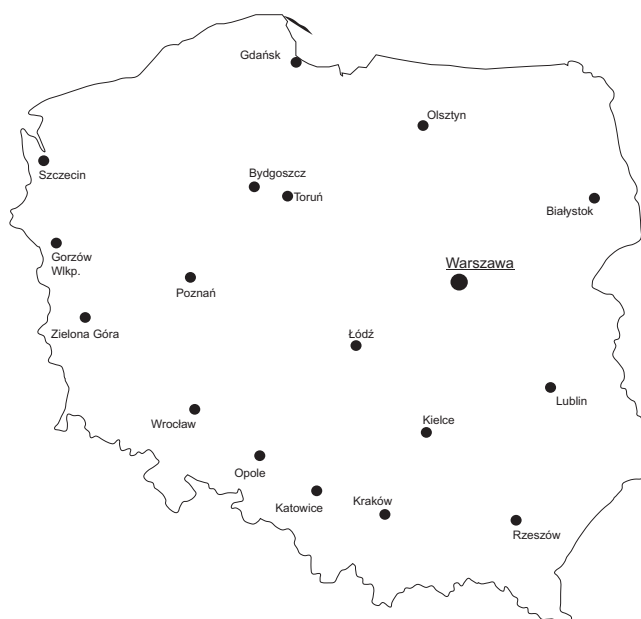 Gdańsk
Olsztyn
Szczecin
Bydgoszcz
Toruń
Białystok
Gorzów
Wlkp.
Warszawa
Poznań
Zielona Góra
Łódź
Lublin
Wrocław
Kielce
Opole
Katowice
Kraków
Rzeszów